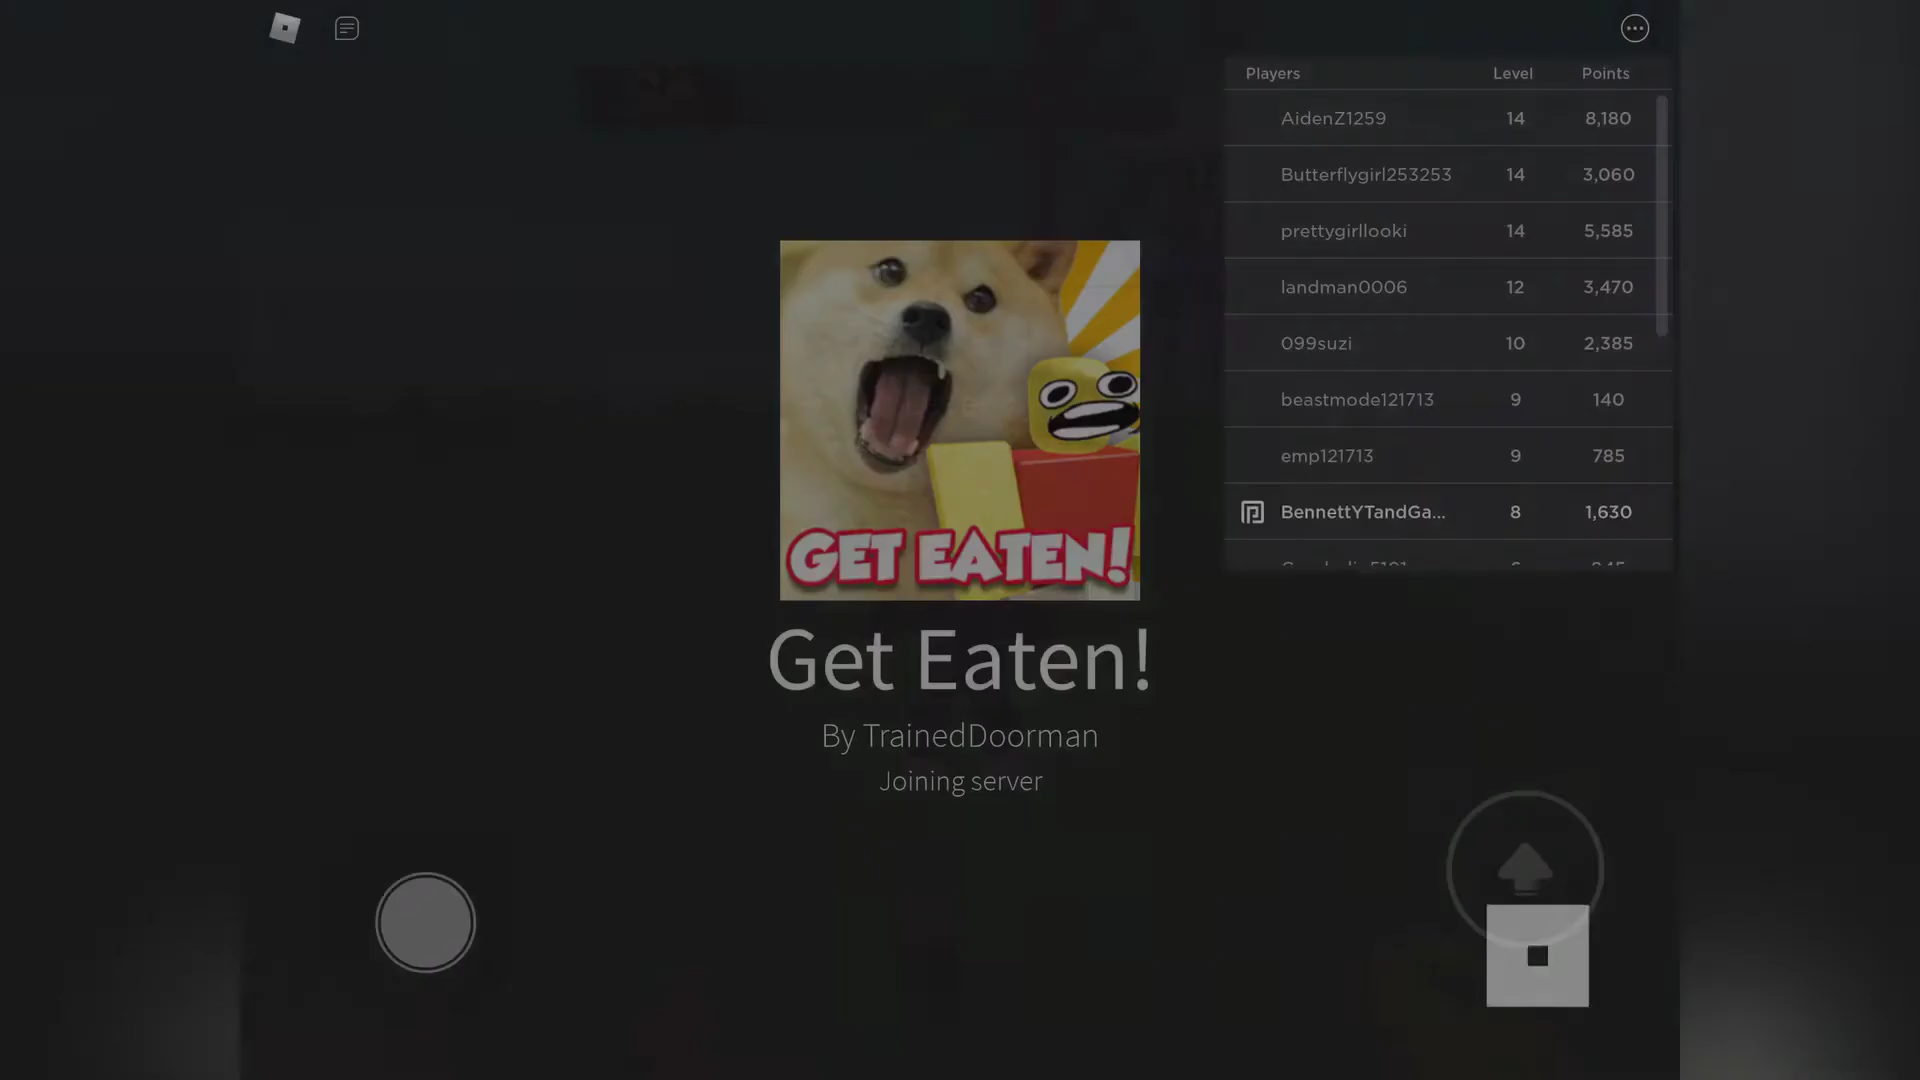 Players Level Points
AidenZ1259 14 8,180
Butterflygirl253253 14 3,060
prettygirllooki 14 5,585
landman0006 12 3,470
099suzi 10 2,385
beastmode121713 9 140
emp121713 9 785
BennettYTandGa... 8 1,630
GET EATEN!
Get Eaten!
By TrainedDoorman
Joining server